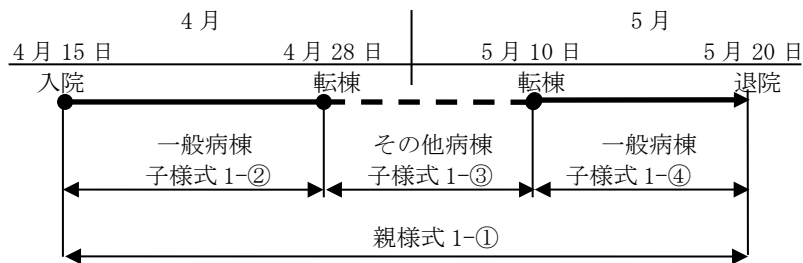 4月 5月
4月15日 4月28日 5月10日 5月20日
入院 転棟 転棟 退院
一般病棟 その他病棟 一般病棟
子様式1-② 子様式1-③ 子様式1-④
親様式1-①